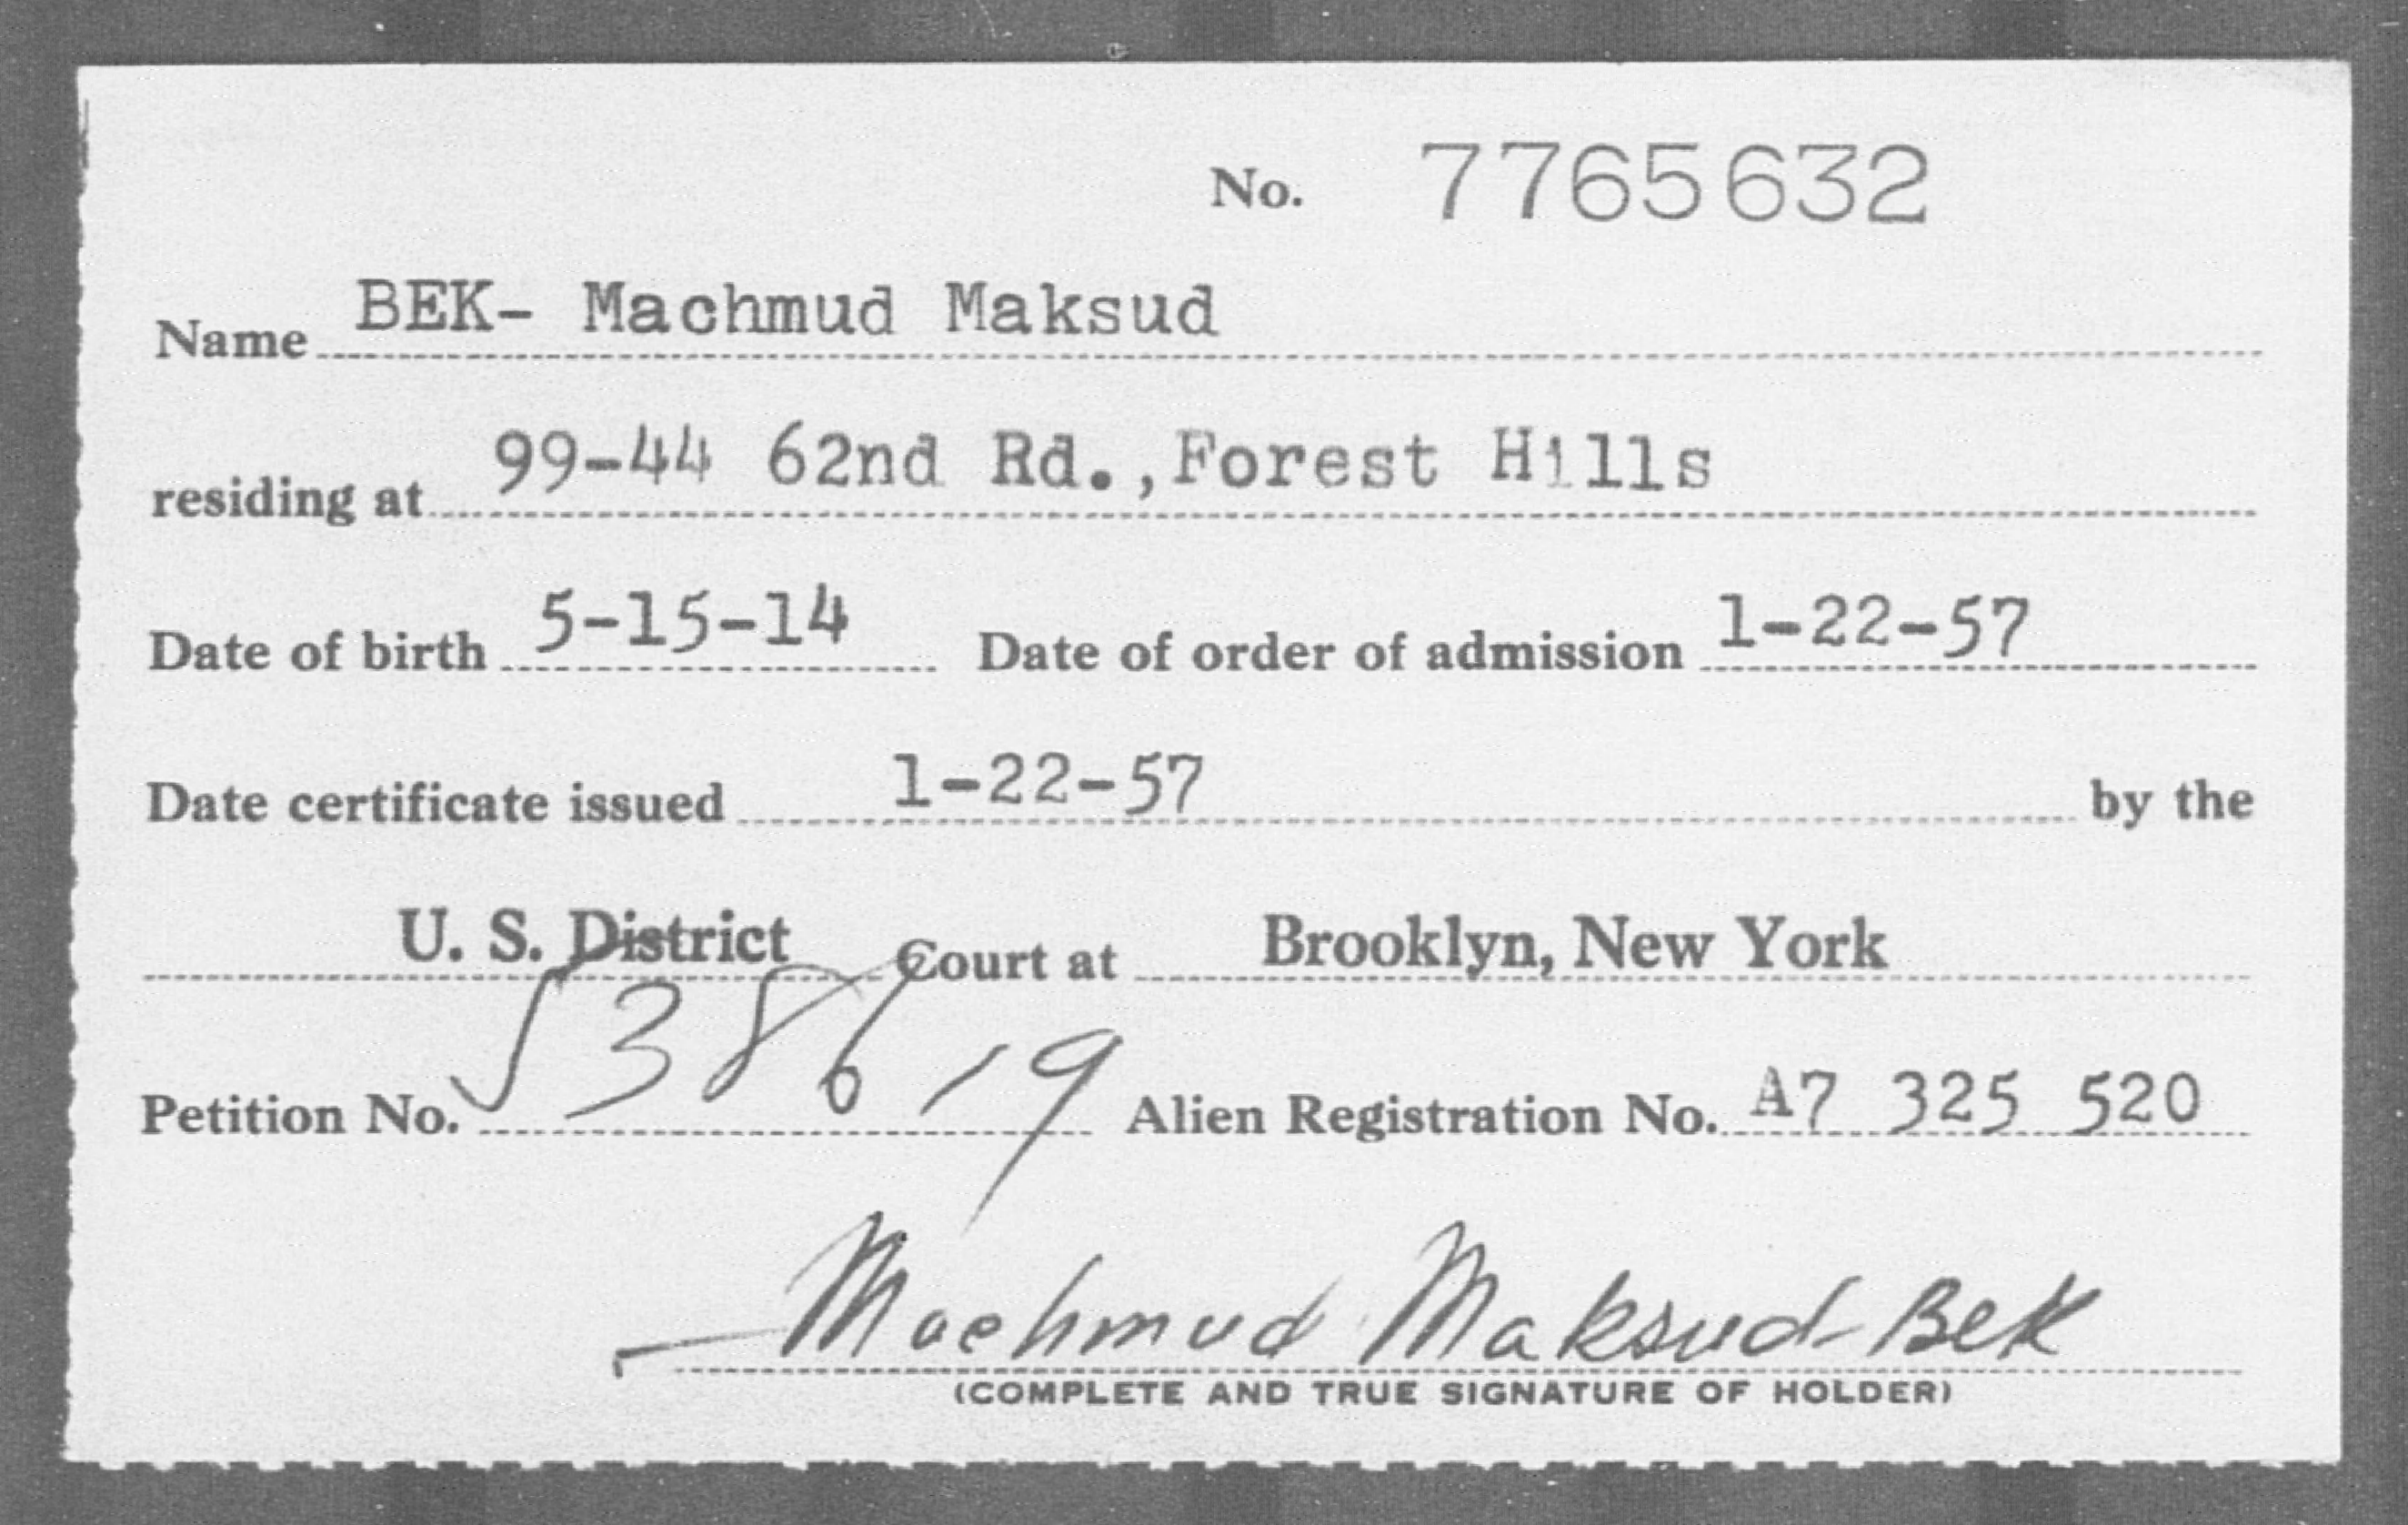 No. 7765632
Name BEK- Machmud Maksud
residing at 99-44 62nd Rd.,Forest Hills
Date of birth 5-15-14 Date of order of admission 1-22-57
Date certificate issued 1-22-57 by the
U. S. District Court at Brooklyn, New York
Petition No. 538619 Alien Registration No. A7 325 520
Machmud Maksud-Bek
(COMPLETE AND TRUE SIGNATURE OF HOLDER)